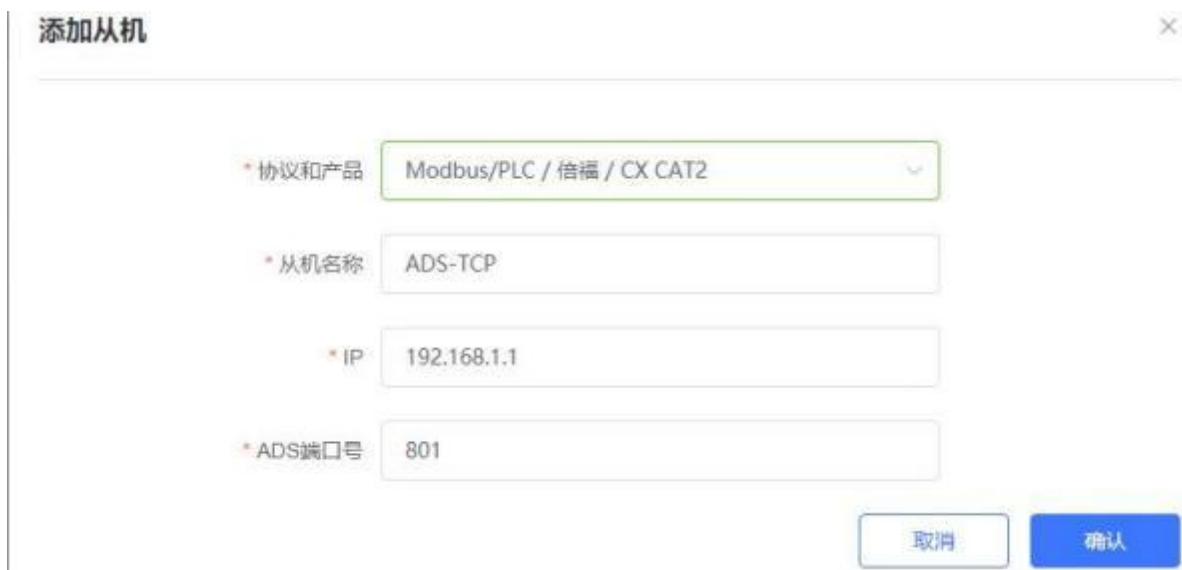 添加从机
* 协议和产品 Modbus/PLC / 倍福 / CX CAT2
* 从机名称 ADS-TCP
* IP 192.168.1.1
* ADS端口号 801
取消 确认